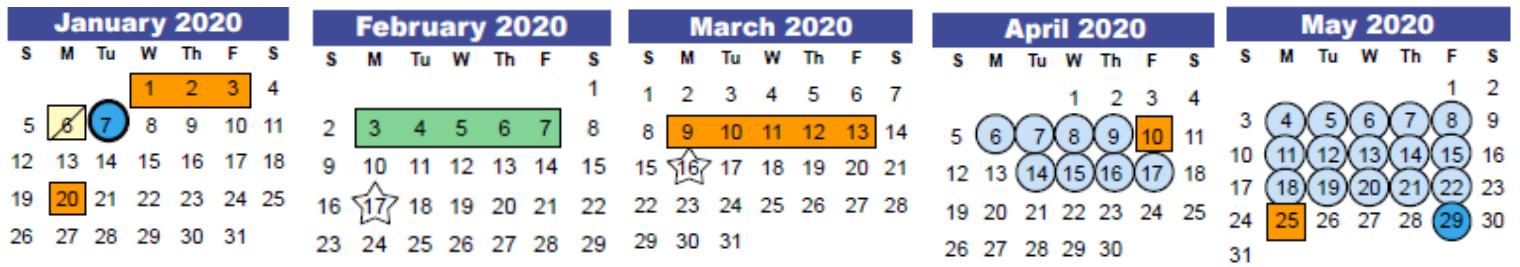 January 2020
S M Tu W Th F S
1 2 3 4
5 6 7 8 9 10 11
12 13 14 15 16 17 18
19 20 21 22 23 24 25
26 27 28 29 30 31
February 2020
S M Tu W Th F S
1
2 3 4 5 6 7 8
9 10 11 12 13 14 15
16 17 18 19 20 21 22
23 24 25 26 27 28 29
March 2020
S M Tu W Th F S
1 2 3 4 5 6 7
8 9 10 11 12 13 14
15 16 17 18 19 20 21
22 23 24 25 26 27 28
29 30 31
April 2020
S M Tu W Th F S
1 2 3 4
5 6 7 8 9 10 11
12 13 14 15 16 17 18
19 20 21 22 23 24 25
26 27 28 29 30
May 2020
S M Tu W Th F S
1 2
3 4 5 6 7 8 9
10 11 12 13 14 15 16
17 18 19 20 21 22 23
24 25 26 27 28 29 30
31